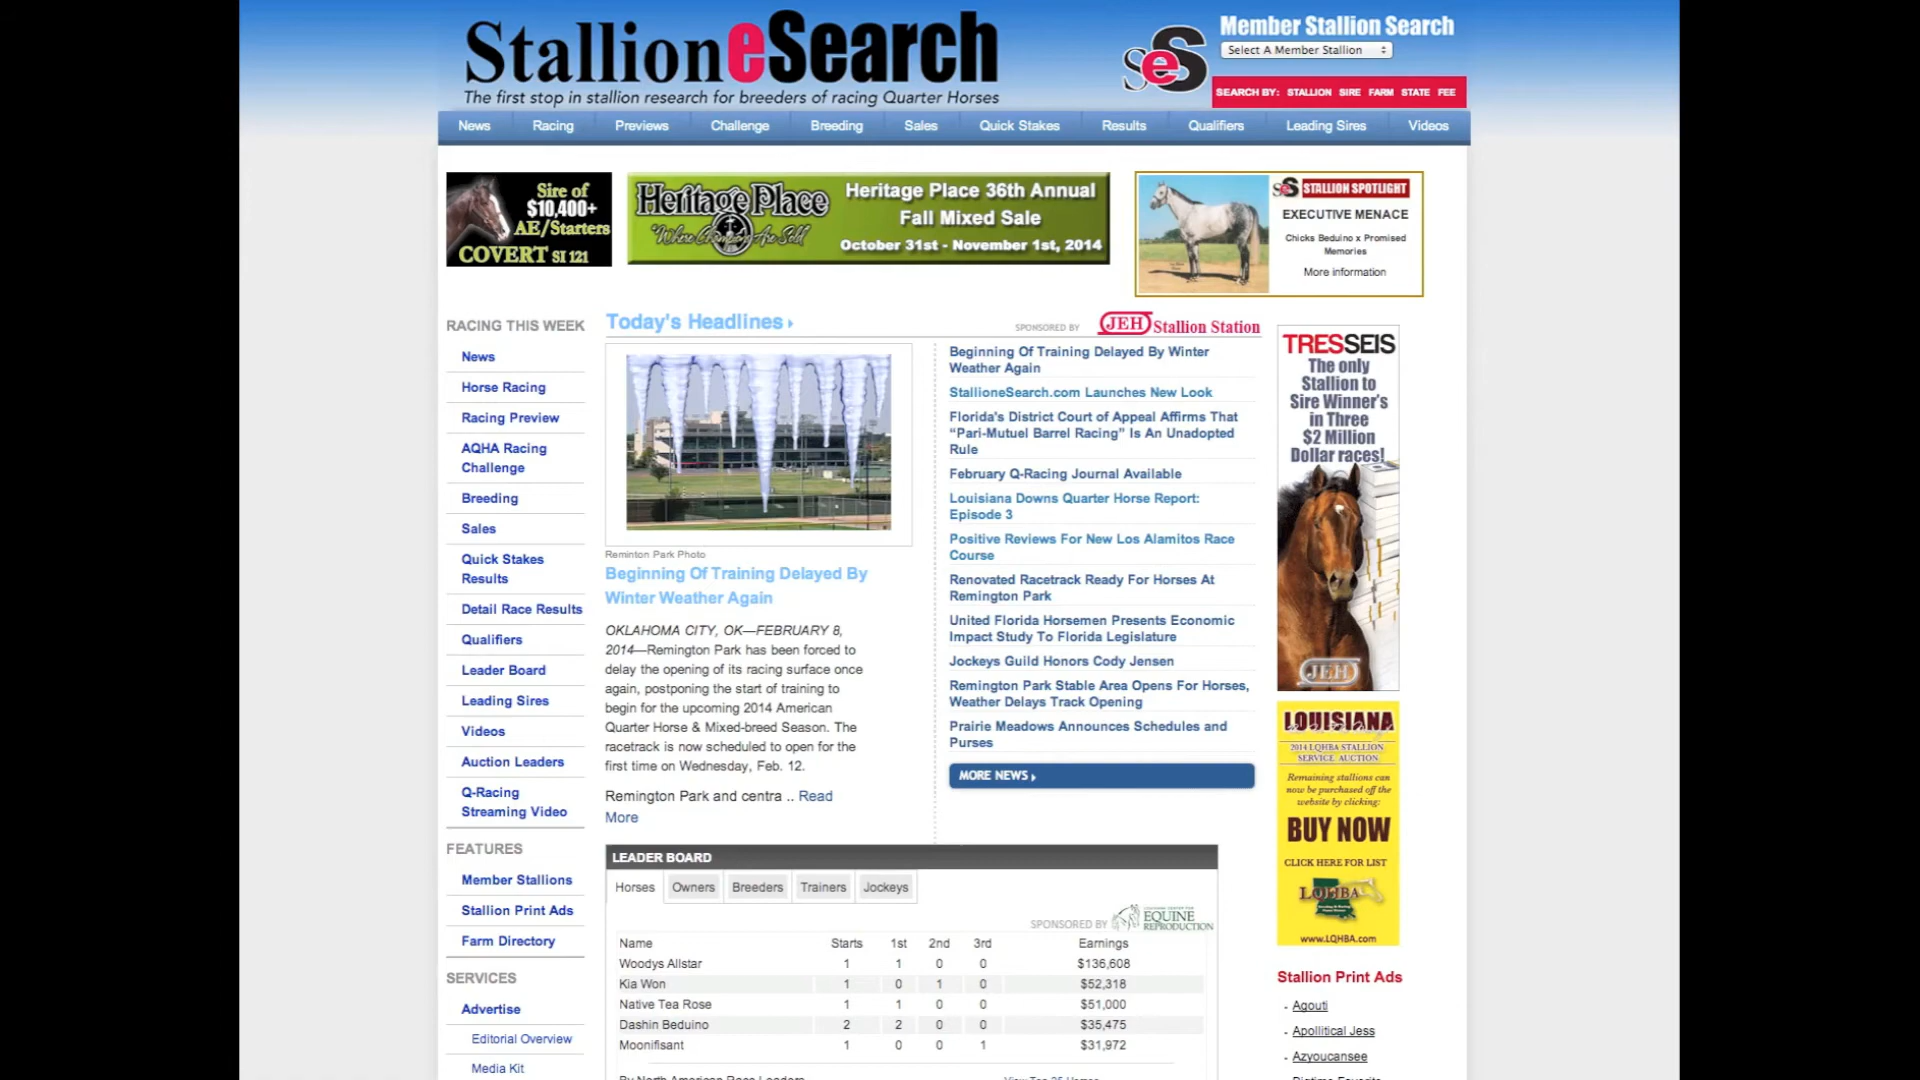 StallioneSearch
The first stop in stallion research for breeders of racing Quarter Horses
SeS
Member Stallion Search
Select A Member Stallion
SEARCH BY: STALLION SIRE FARM STATE FEE
News Racing Previews Challenge Breeding Sales Quick Stakes Results Qualifiers Leading Sires Videos
Sire of
$10,400+
AE/Starters
COVERT SI 121
Heritage Place
"Where Champions Are Sold"
Heritage Place 36th Annual
Fall Mixed Sale
October 31st - November 1st, 2014
SeS STALLION SPOTLIGHT
EXECUTIVE MENACE
Chicks Beduino x Promised
Memories
More information
RACING THIS WEEK
News
Horse Racing
Racing Preview
AQHA Racing
Challenge
Breeding
Sales
Quick Stakes
Results
Detail Race Results
Qualifiers
Leader Board
Leading Sires
Videos
Auction Leaders
Q-Racing
Streaming Video
FEATURES
Member Stallions
Stallion Print Ads
Farm Directory
SERVICES
Advertise
Editorial Overview
Media Kit
Today's Headlines
SPONSORED BY JEH Stallion Station
Reminton Park Photo
Beginning Of Training Delayed By
Winter Weather Again
OKLAHOMA CITY, OK—FEBRUARY 8,
2014—Remington Park has been forced to
delay the opening of its racing surface once
again, postponing the start of training to
begin for the upcoming 2014 American
Quarter Horse & Mixed-breed Season. The
racetrack is now scheduled to open for the
first time on Wednesday, Feb. 12.
Remington Park and centra .. Read
More
Beginning Of Training Delayed By Winter
Weather Again
StallioneSearch.com Launches New Look
Florida's District Court of Appeal Affirms That
“Pari-Mutuel Barrel Racing” Is An Unadopted
Rule
February Q-Racing Journal Available
Louisiana Downs Quarter Horse Report:
Episode 3
Positive Reviews For New Los Alamitos Race
Course
Renovated Racetrack Ready For Horses At
Remington Park
United Florida Horsemen Presents Economic
Impact Study To Florida Legislature
Jockeys Guild Honors Cody Jensen
Remington Park Stable Area Opens For Horses,
Weather Delays Track Opening
Prairie Meadows Announces Schedules and
Purses
MORE NEWS
LEADER BOARD
Horses Owners Breeders Trainers Jockeys
SPONSORED BY EQUINE
REPRODUCTION
Name Starts 1st 2nd 3rd Earnings
Woodys Allstar 1 1 0 0 $136,608
Kia Won 1 0 1 0 $52,318
Native Tea Rose 1 1 0 0 $51,000
Dashin Beduino 2 2 0 0 $35,475
Moonifisant 1 0 0 1 $31,972
TRESSEIS
The only
Stallion to
Sire Winner's
in Three
$2 Million
Dollar races!
JEH
LOUISIANA
2014 LQHBA STALLION
SERVICE AUCTION
Remaining stallions can
now be purchased off the
website by clicking:
BUY NOW
CLICK HERE FOR LIST
LQHBA
www.LQHBA.com
Stallion Print Ads
Agouti
Apollitical Jess
Azyoucansee